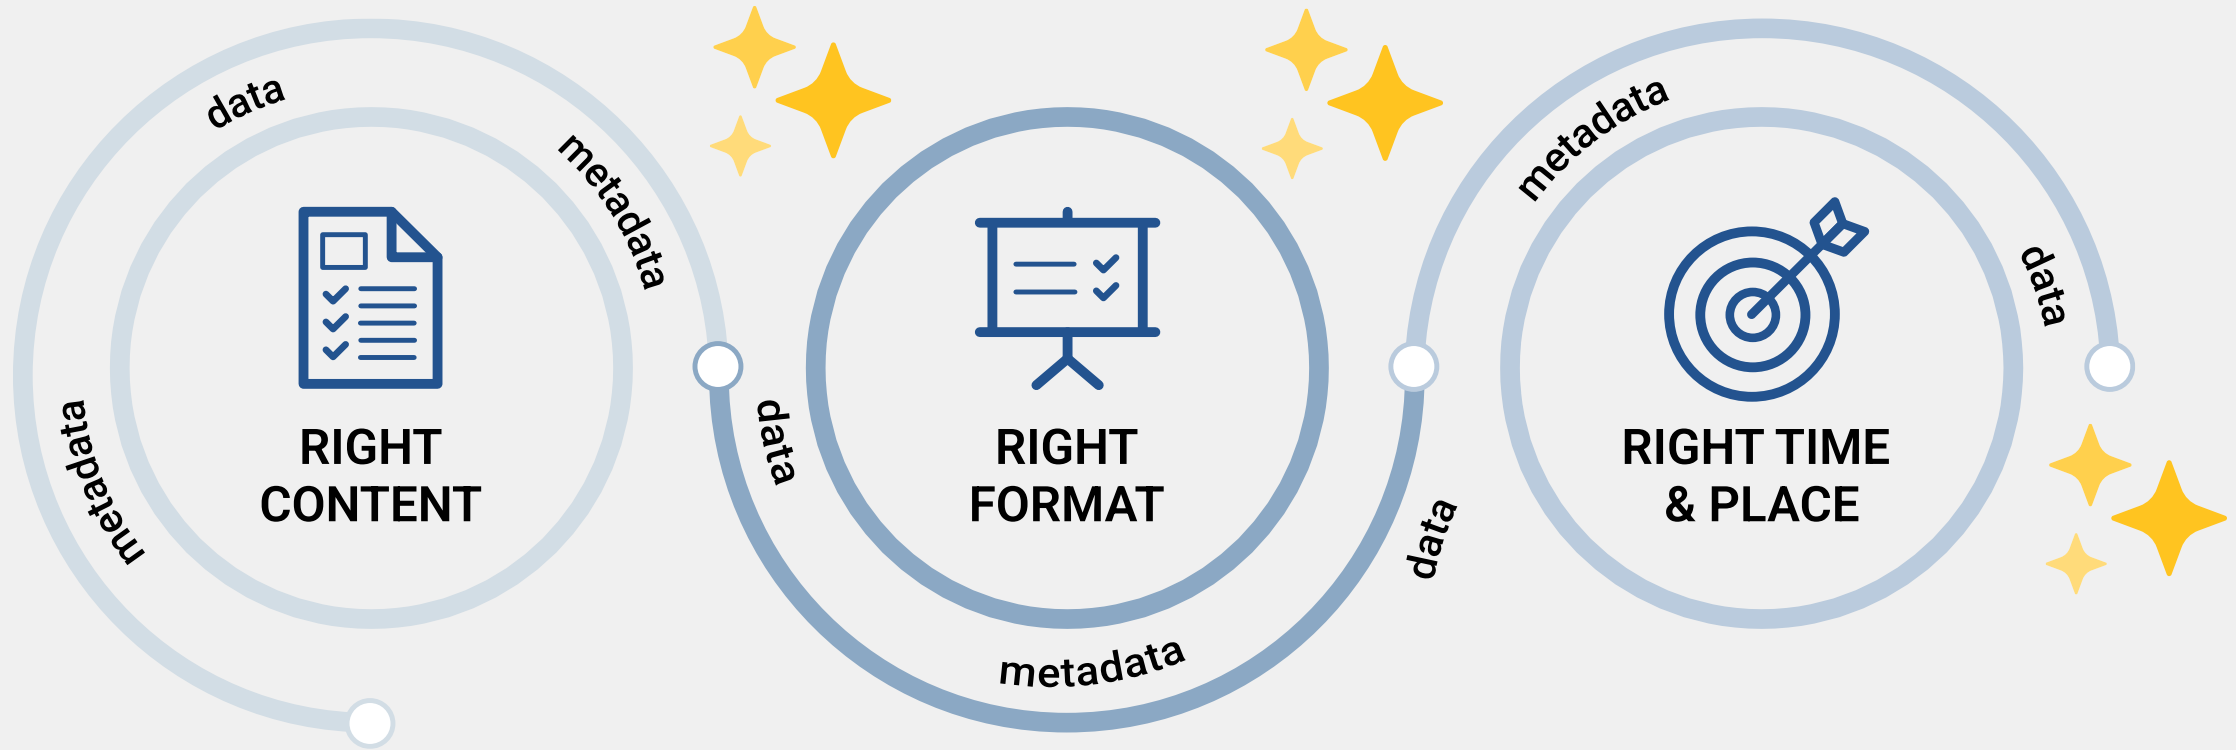 metadata
data
metadata
RIGHT
CONTENT
data
metadata
data
RIGHT
FORMAT
metadata
data
RIGHT TIME
& PLACE